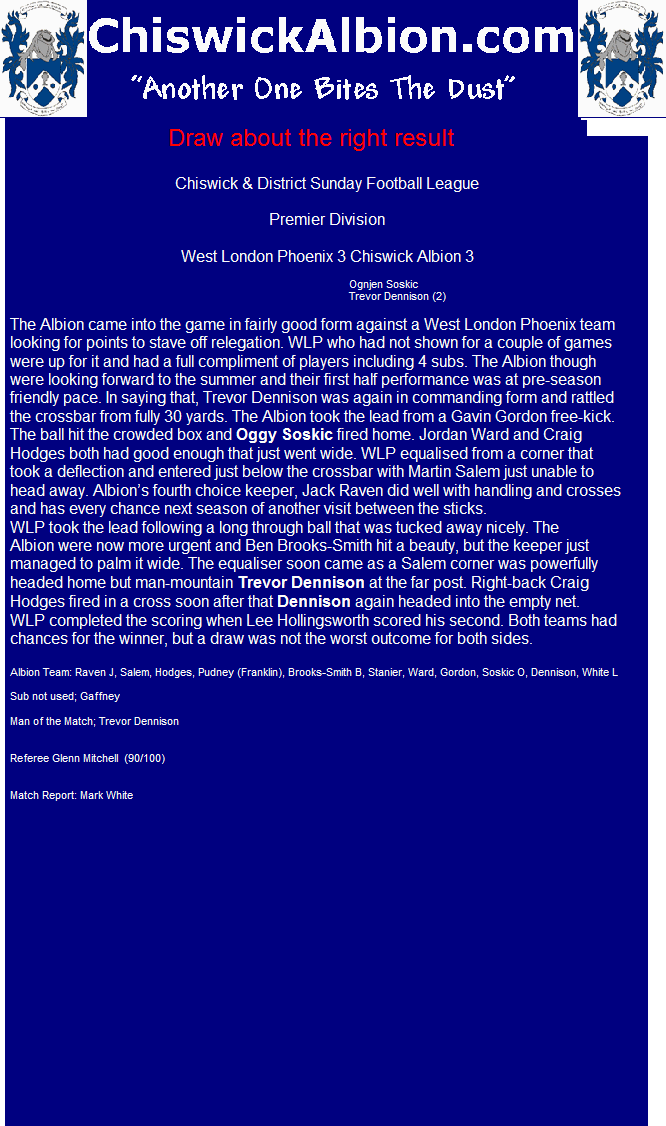 ChiswickAlbion.com
“Another One Bites The Dust”
Draw about the right result
Chiswick & District Sunday Football League
Premier Division
West London Phoenix 3 Chiswick Albion 3
Ognjen Soskic
Trevor Dennison (2)
The Albion came into the game in fairly good form against a West London Phoenix team
looking for points to stave off relegation. WLP who had not shown for a couple of games
were up for it and had a full compliment of players including 4 subs. The Albion though
were looking forward to the summer and their first half performance was at pre-season
friendly pace. In saying that, Trevor Dennison was again in commanding form and rattled
the crossbar from fully 30 yards. The Albion took the lead from a Gavin Gordon free-kick.
The ball hit the crowded box and Oggy Soskic fired home. Jordan Ward and Craig
Hodges both had good enough that just went wide. WLP equalised from a corner that
took a deflection and entered just below the crossbar with Martin Salem just unable to
head away. Albion’s fourth choice keeper, Jack Raven did well with handling and crosses
and has every chance next season of another visit between the sticks.
WLP took the lead following a long through ball that was tucked away nicely. The
Albion were now more urgent and Ben Brooks-Smith hit a beauty, but the keeper just
managed to palm it wide. The equaliser soon came as a Salem corner was powerfully
headed home but man-mountain Trevor Dennison at the far post. Right-back Craig
Hodges fired in a cross soon after that Dennison again headed into the empty net.
WLP completed the scoring when Lee Hollingsworth scored his second. Both teams had
chances for the winner, but a draw was not the worst outcome for both sides.
Albion Team: Raven J, Salem, Hodges, Pudney (Franklin), Brooks-Smith B, Stanier, Ward, Gordon, Soskic O, Dennison, White L
Sub not used; Gaffney
Man of the Match; Trevor Dennison
Referee Glenn Mitchell (90/100)
Match Report: Mark White